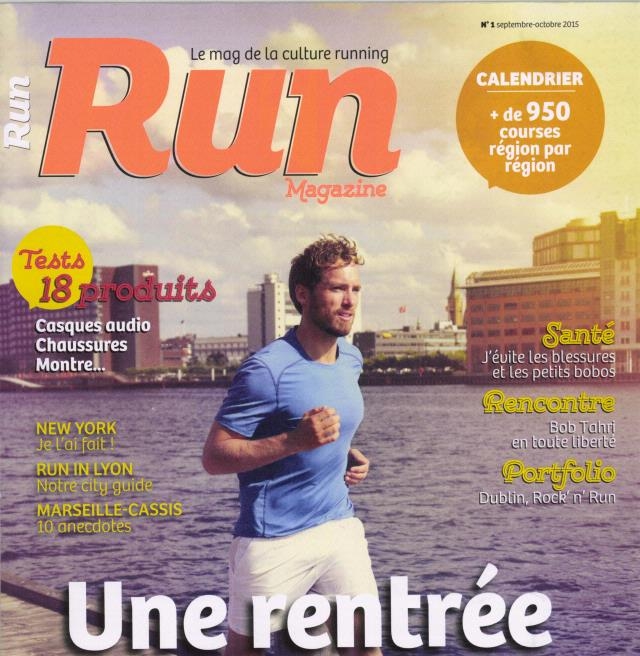 N° 1 septembre-octobre 2015
Le mag de la culture running
Run
Run
Magazine
CALENDRIER
+ de 950
courses
région par
région
Tests
18 produits
Casques audio
Chaussures
Montre...
NEW YORK
Je l'ai fait !
RUN IN LYON
Notre city guide
MARSEILLE-CASSIS
10 anecdotes
Santé
J'évite les blessures
et les petits bobos
Rencontre
Bob Tahri
en toute liberté
Portfolio
Dublin, Rock' n' Run
Une rentrée